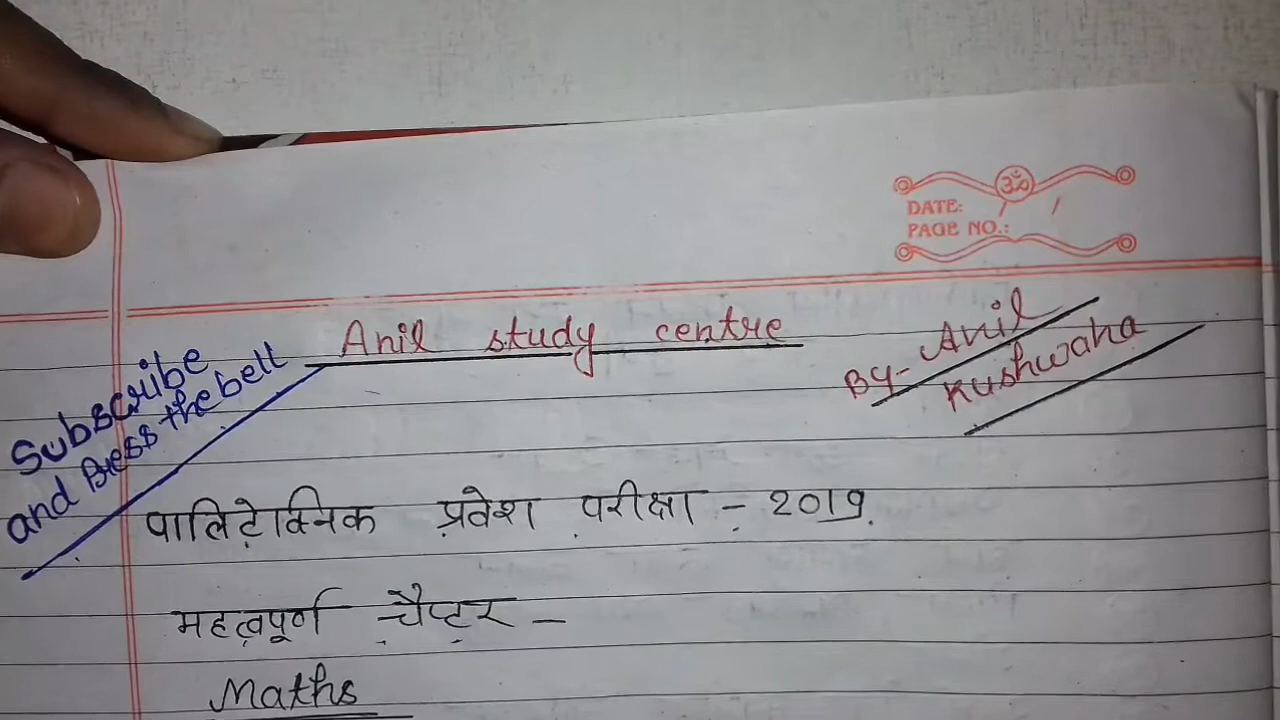 ॐ
DATE:
PAGE NO.:
Anil study centre
By- Anil
Kushwaha
Subscribe
and Press the bell
पालिटेक्निक प्रवेश परीक्षा - २०१९
महत्वपूर्ण चैप्टर -
Maths